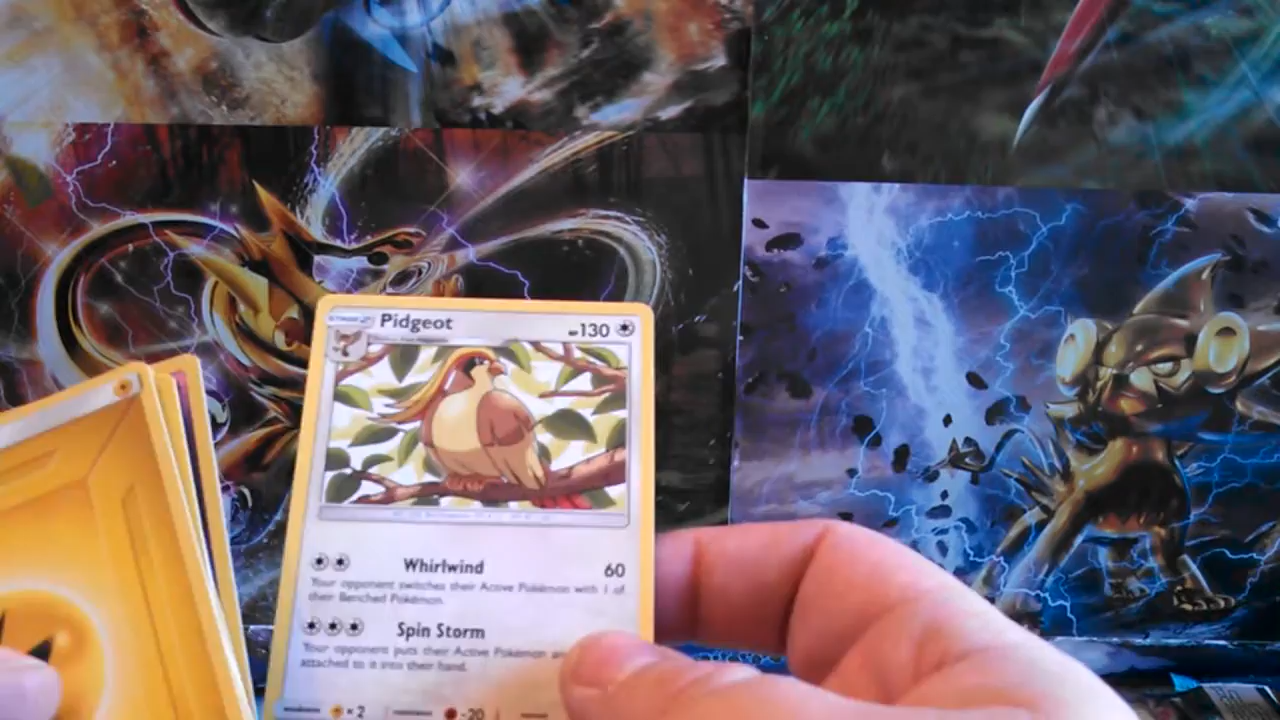 Pidgeot
130
Whirlwind
60
Your opponent switches their Active Pokémon with 1 of
their Benched Pokémon.
Spin Storm
Your opponent puts their Active Pokémon
attached to it into their hand.
×2
-20